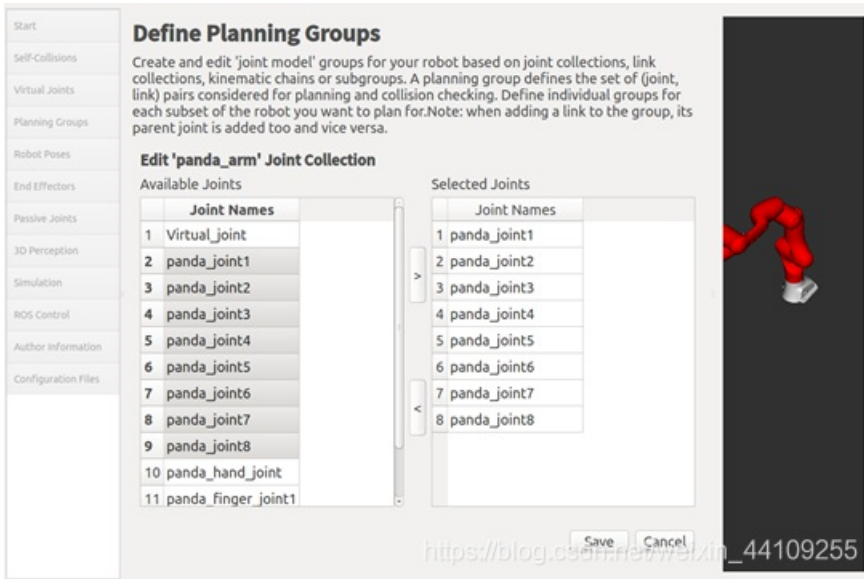 Start
Self-Collisions
Virtual Joints
Planning Groups
Robot Poses
End Effectors
Passive Joints
3D Perception
Simulation
ROS Control
Author Information
Configuration Files
Define Planning Groups
Create and edit 'joint model' groups for your robot based on joint collections, link
collections, kinematic chains or subgroups. A planning group defines the set of (joint,
link) pairs considered for planning and collision checking. Define individual groups for
each subset of the robot you want to plan for.Note: when adding a link to the group, its
parent joint is added too and vice versa.
Edit 'panda_arm' Joint Collection
Available Joints
Joint Names
1 Virtual_joint
2 panda_joint1
3 panda_joint2
4 panda_joint3
5 panda_joint4
6 panda_joint5
7 panda_joint6
8 panda_joint7
9 panda_joint8
10 panda_hand_joint
11 panda_finger_joint1
>
<
Selected Joints
Joint Names
1 panda_joint1
2 panda_joint2
3 panda_joint3
4 panda_joint4
5 panda_joint5
6 panda_joint6
7 panda_joint7
8 panda_joint8
Save Cancel
https://blog.csdn.net/weixin_44109255